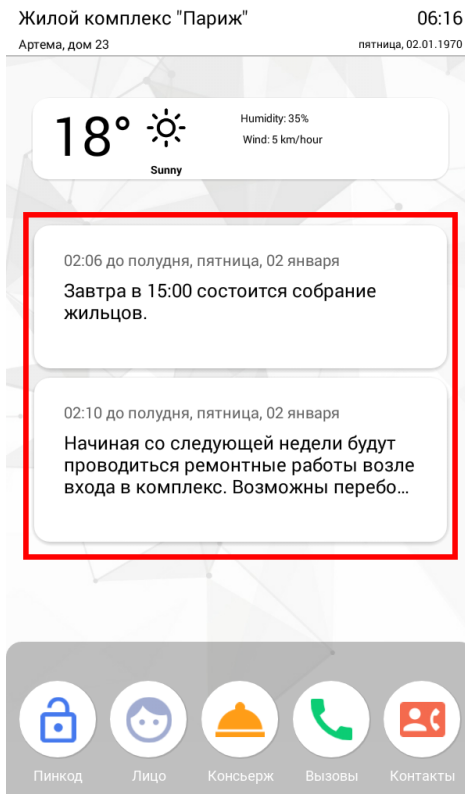 Жилой комплекс "Париж" 06:16
Артема, дом 23 пятница, 02.01.1970
18° Humidity: 35%
Wind: 5 km/hour
Sunny
02:06 до полудня, пятница, 02 января
Завтра в 15:00 состоится собрание
жильцов.
02:10 до полудня, пятница, 02 января
Начиная со следующей недели будут
проводиться ремонтные работы возле
входа в комплекс. Возможны перебо...
Пинкод Лицо Консьерж Вызовы Контакты